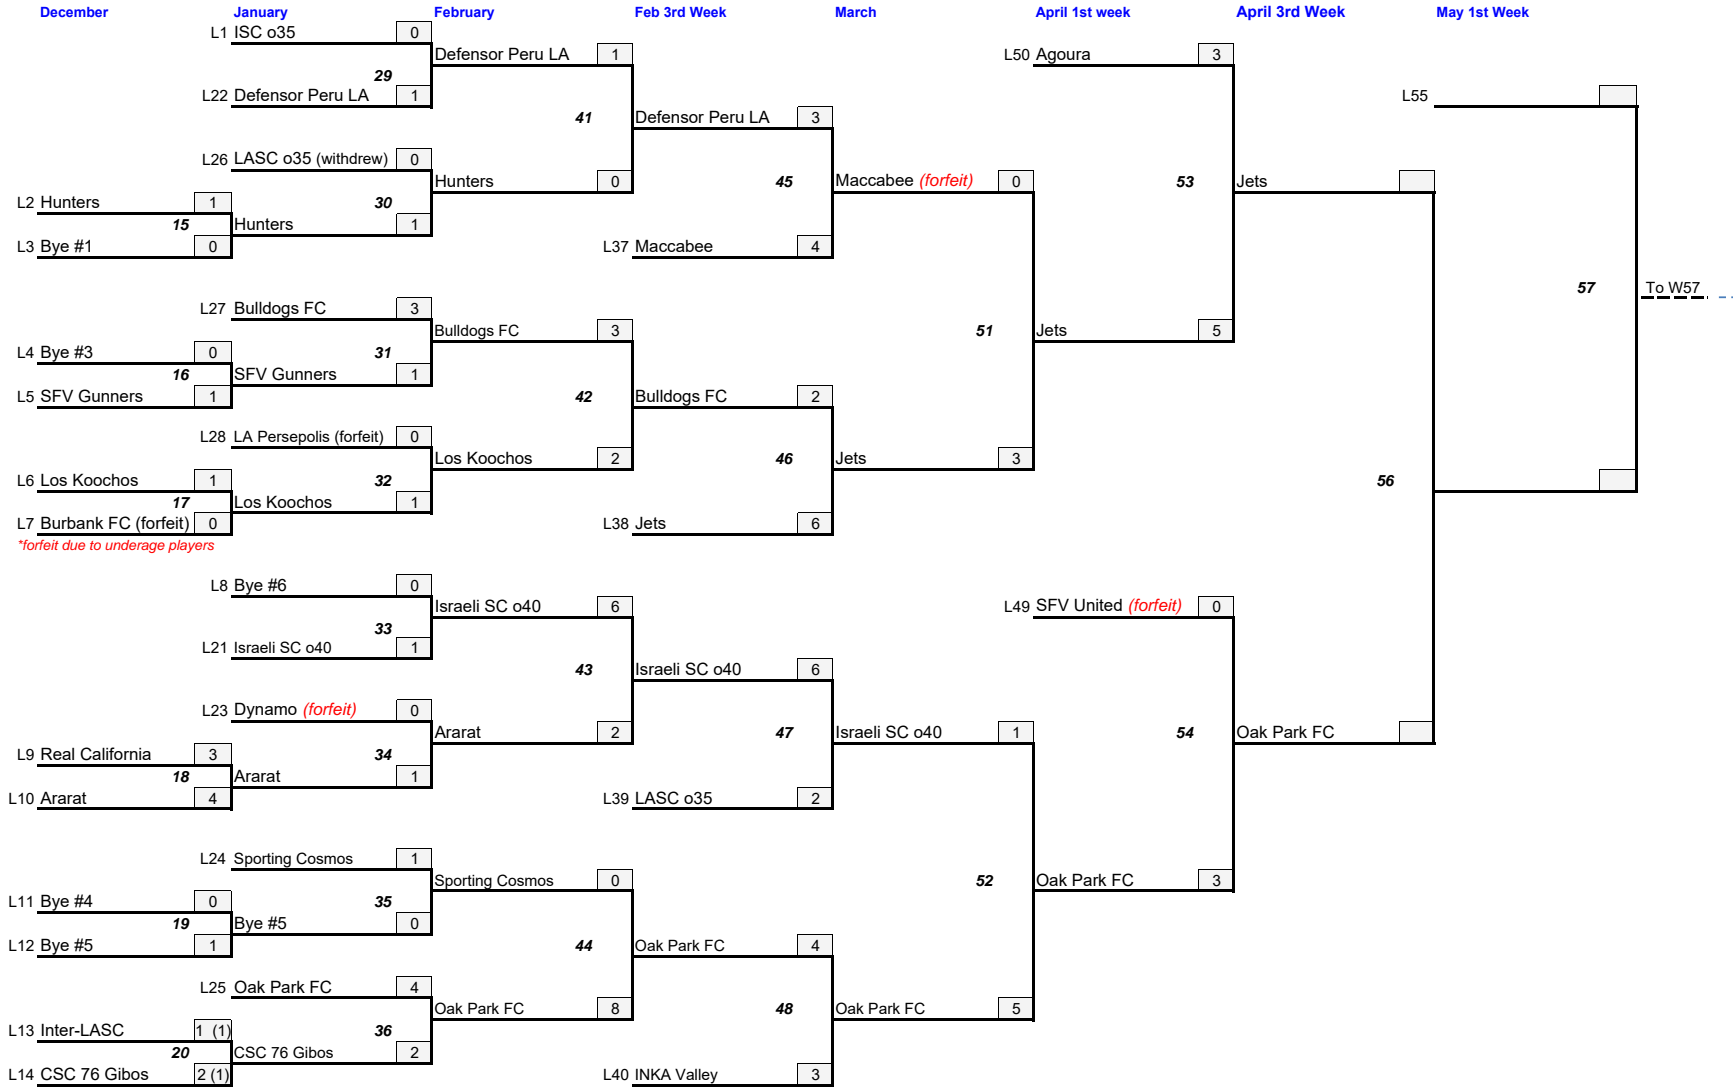 December January February Feb 3rd Week March April 1st week April 3rd Week May 1st Week
L1 ISC o35 0
Defensor Peru LA 1
L50 Agoura 3
29
L22 Defensor Peru LA 1
L55
41
Defensor Peru LA 3
L26 LASC o35 (withdrew) 0
Hunters 0
45
Maccabee (forfeit) 0
53
Jets
L2 Hunters 1
30
15
Hunters 1
L3 Bye #1 0
L37 Maccabee 4
57
To W57
L27 Bulldogs FC 3
Bulldogs FC 3
51
Jets 5
L4 Bye #3 0
31
16
SFV Gunners 1
L5 SFV Gunners 1
42
Bulldogs FC 2
L28 LA Persepolis (forfeit) 0
Los Koochos 2
46
Jets 3
L6 Los Koochos 1
32
56
17
Los Koochos 1
L7 Burbank FC (forfeit) 0
L38 Jets 6
*forfeit due to underage players
L8 Bye #6 0
Israeli SC o40 6
L49 SFV United (forfeit) 0
33
L21 Israeli SC o40 1
43
Israeli SC o40 6
L23 Dynamo (forfeit) 0
Ararat 2
47
Israeli SC o40 1
54
Oak Park FC
L9 Real California 3
34
18
Ararat 1
L10 Ararat 4
L39 LASC o35 2
L24 Sporting Cosmos 1
Sporting Cosmos 0
52
Oak Park FC 3
L11 Bye #4 0
35
19
Bye #5 0
L12 Bye #5 1
44
Oak Park FC 4
L25 Oak Park FC 4
Oak Park FC 8
48
Oak Park FC 5
L13 Inter-LASC 1 (1)
36
20
CSC 76 Gibos 2
L14 CSC 76 Gibos 2 (1)
L40 INKA Valley 3